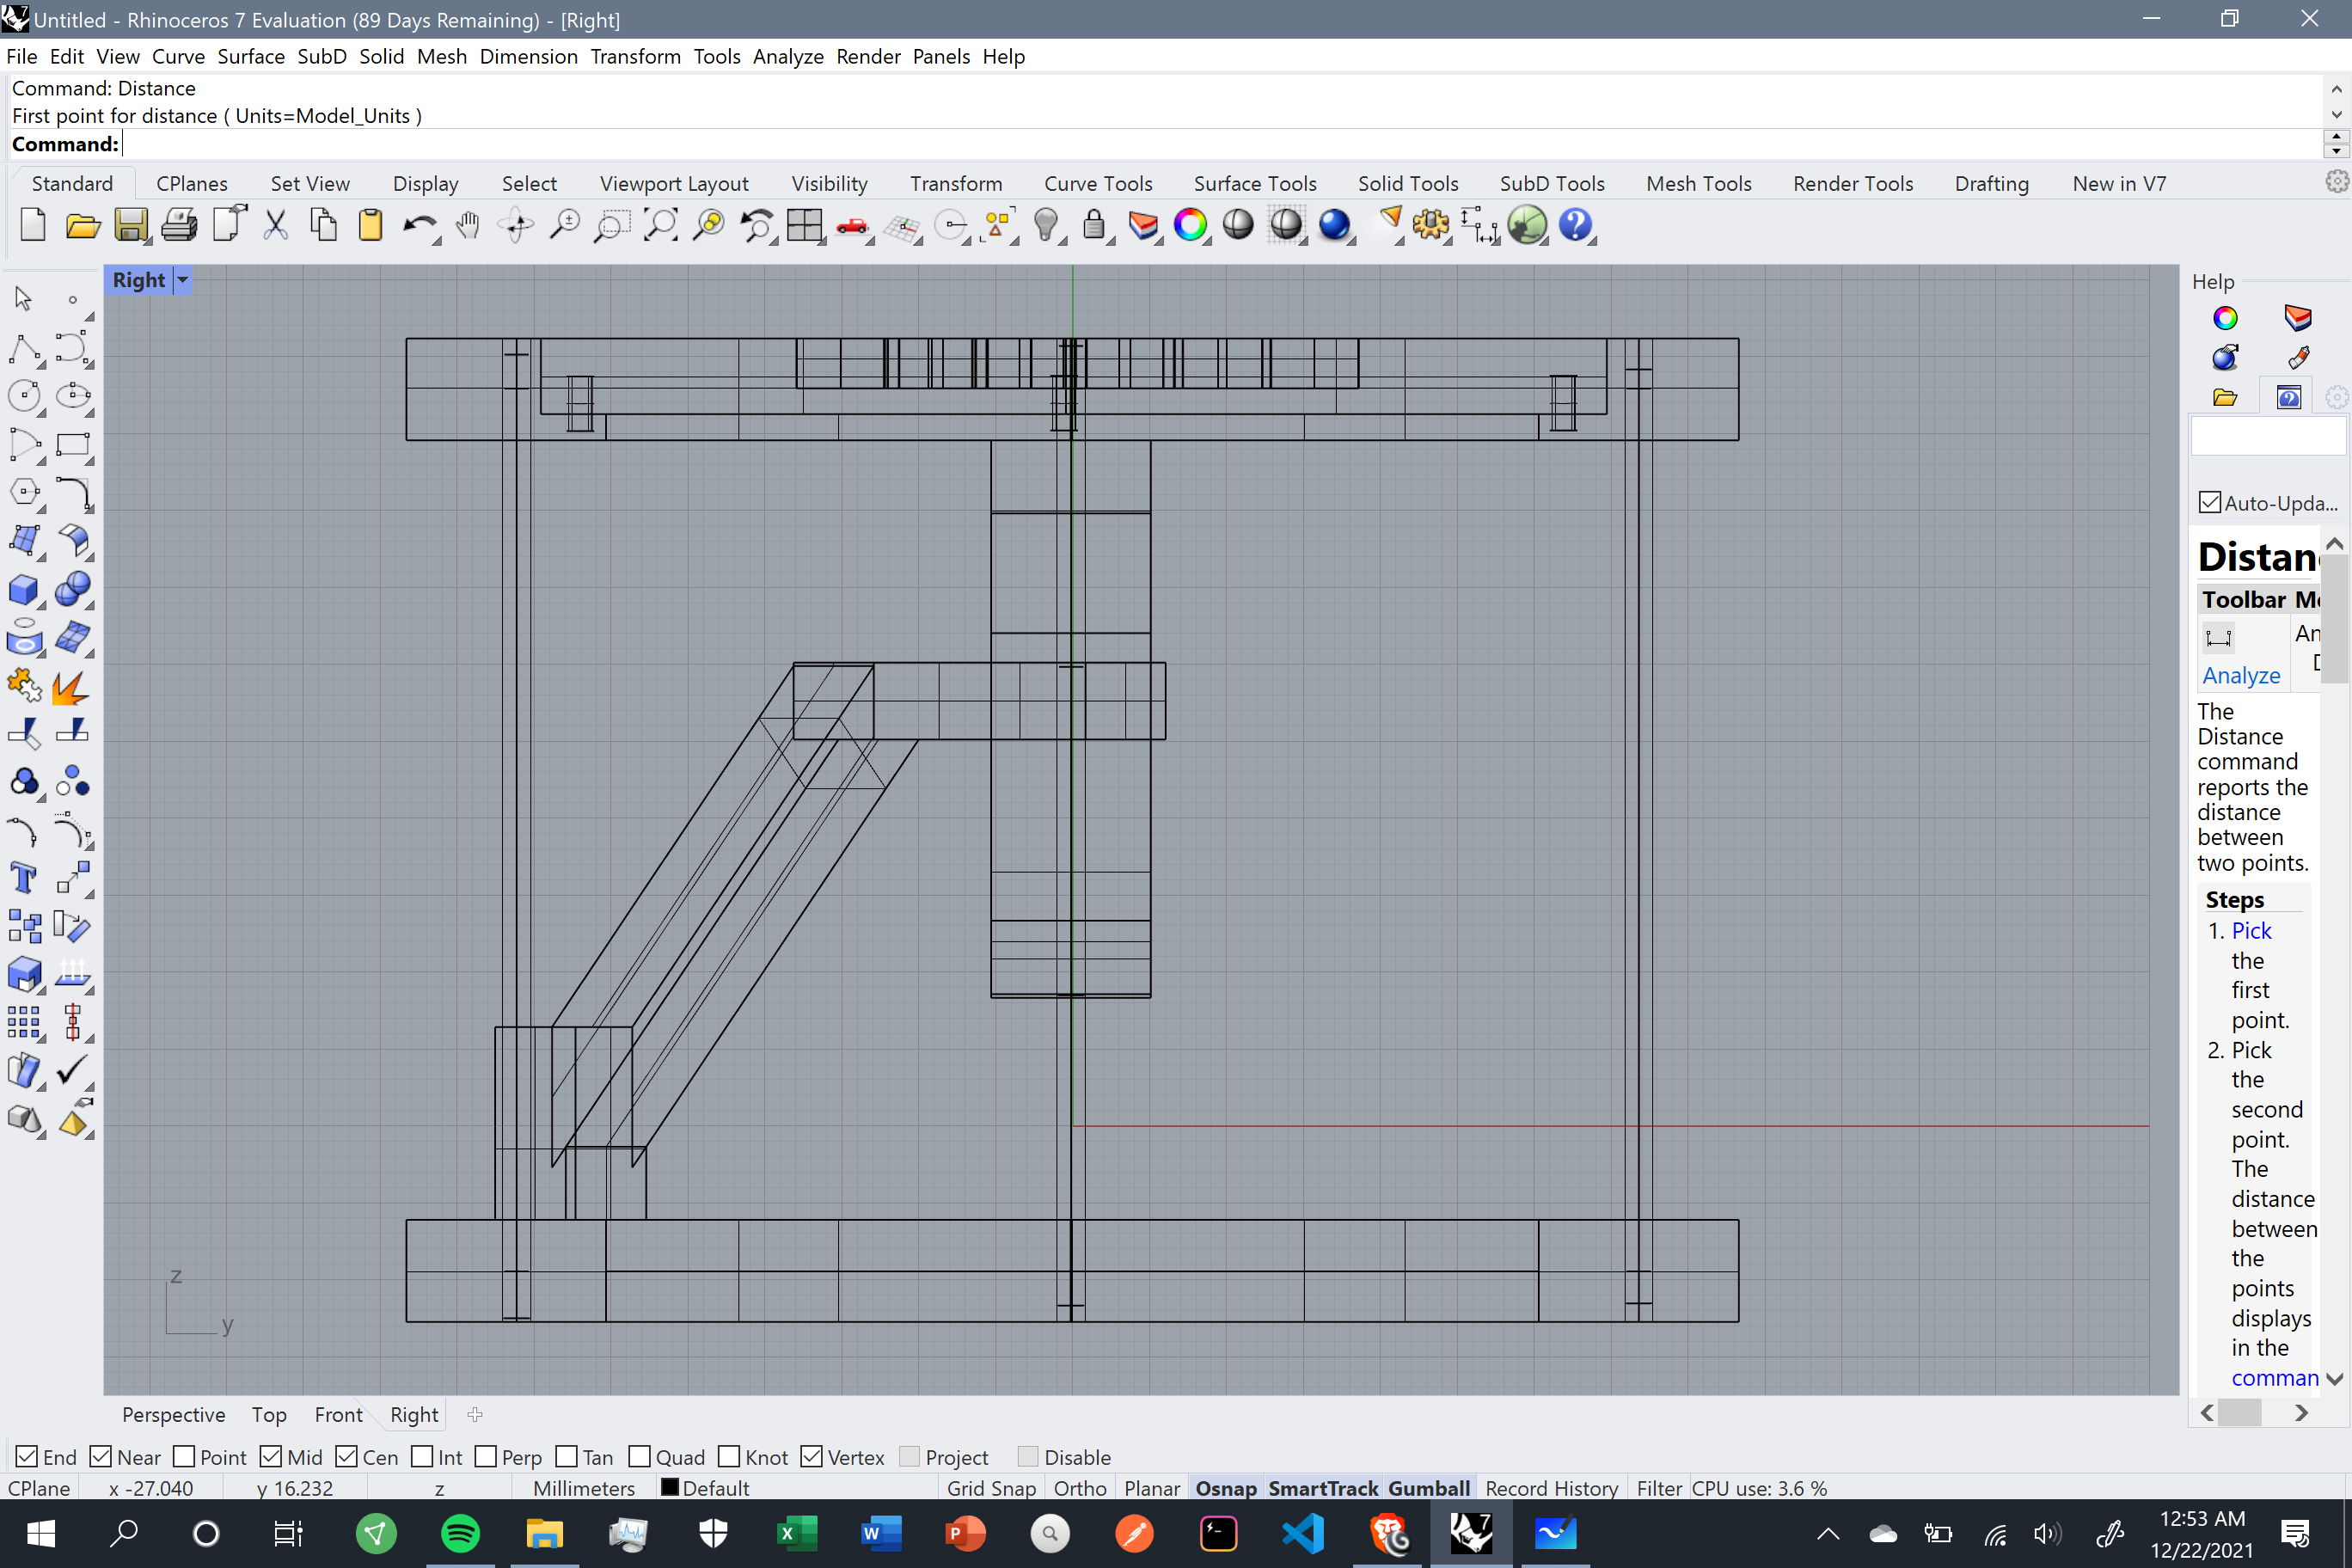 Untitled - Rhinoceros 7 Evaluation (89 Days Remaining) - [Right]
File Edit View Curve Surface SubD Solid Mesh Dimension Transform Tools Analyze Render Panels Help
Command: Distance
First point for distance ( Units=Model_Units )
Command:
Standard CPlanes Set View Display Select Viewport Layout Visibility Transform Curve Tools Surface Tools Solid Tools SubD Tools Mesh Tools Render Tools Drafting New in V7
Right
Help
Auto-Upda...
Distan
Toolbar
An
Analyze
The
Distance
command
reports the
distance
between
two points.
Steps
1. Pick
the
first
point.
2. Pick
the
second
point.
The
distance
between
the
points
displays
in the
comman
z
y
Perspective Top Front Right
End Near Point Mid Cen Int Perp Tan Quad Knot Vertex Project Disable
CPlane x -27.040 y 16.232 z Millimeters Default Grid Snap Ortho Planar Osnap SmartTrack Gumball Record History Filter CPU use: 3.6 %
12:53 AM
12/22/2021